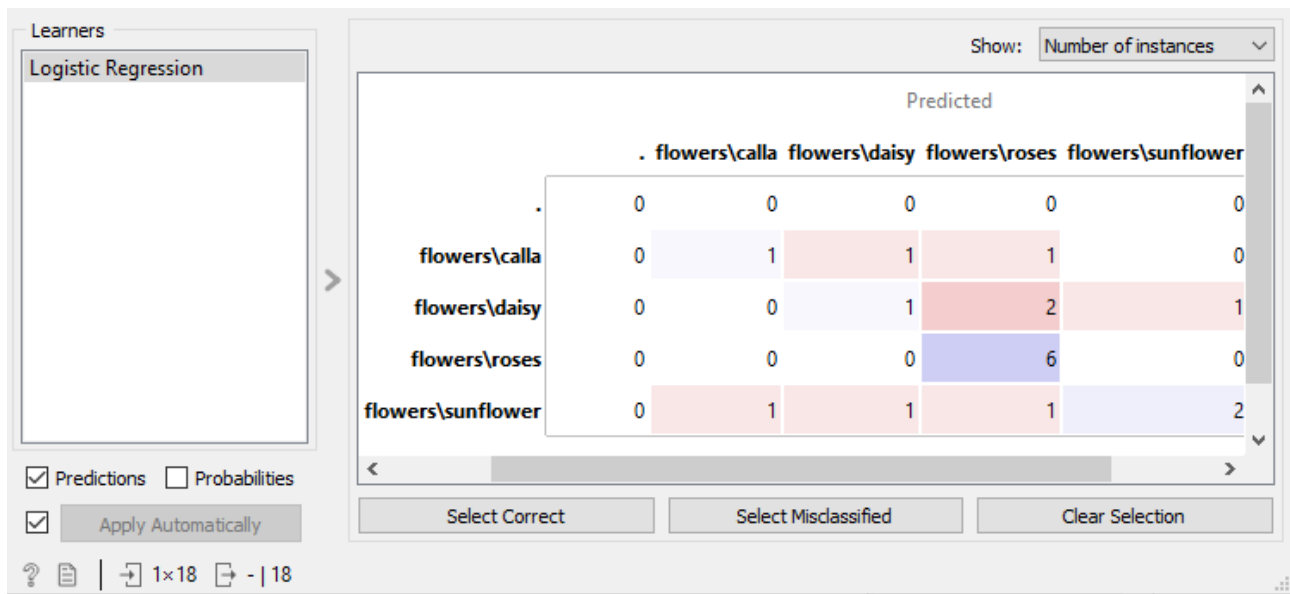 Learners
Logistic Regression
Show: Number of instances
Predicted
. flowers\calla flowers\daisy flowers\roses flowers\sunflower
. 0 0 0 0 0
flowers\calla 0 1 1 1 0
flowers\daisy 0 0 1 2 1
flowers\roses 0 0 0 6 0
flowers\sunflower 0 1 1 1 2
Predictions Probabilities
Apply Automatically
Select Correct Select Misclassified Clear Selection
? 1×18 - | 18